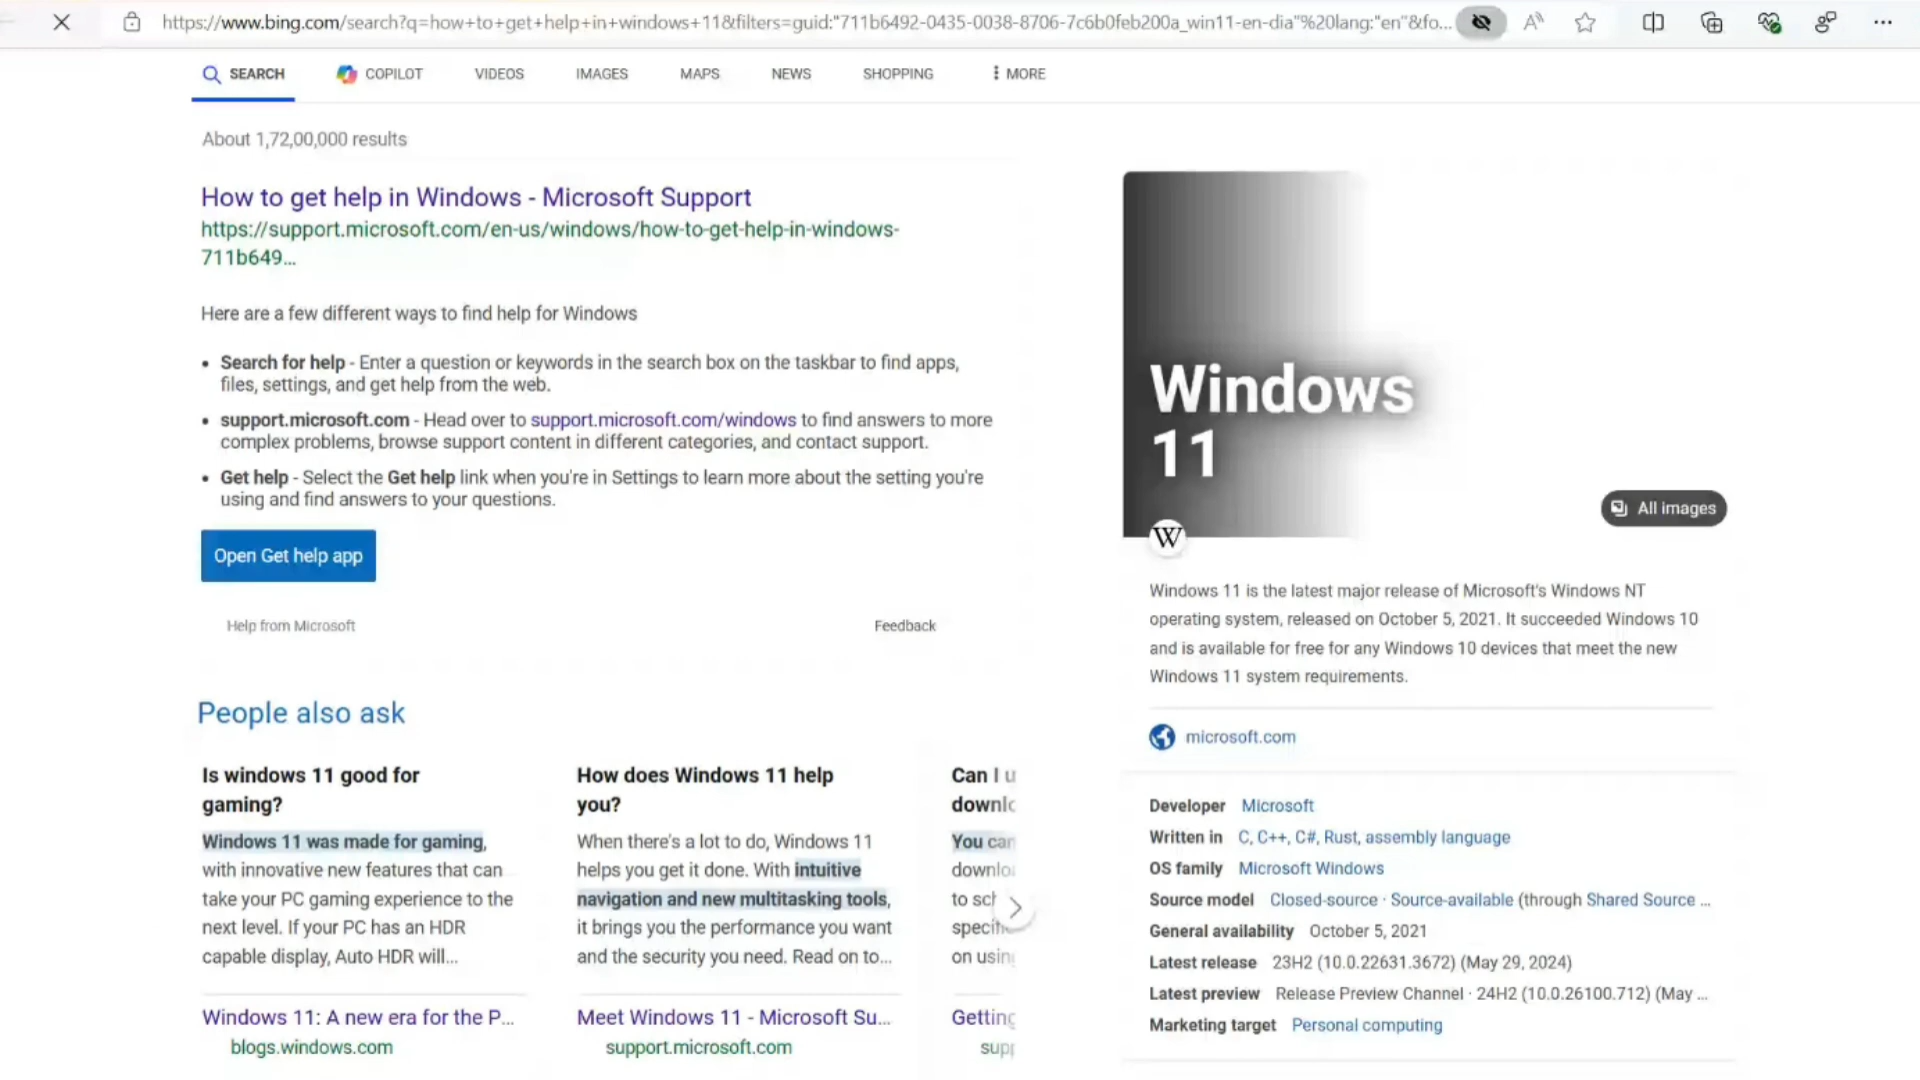 https://www.bing.com/search?q=how+to+get+help+in+windows+11&filters=guid:"711b6492-0435-0038-8706-7c6b0feb200a_win11-en-dia"%20lang:"en"&fo...
SEARCH
COPILOT
VIDEOS
IMAGES
MAPS
NEWS
SHOPPING
MORE
About 1,72,00,000 results
How to get help in Windows - Microsoft Support
https://support.microsoft.com/en-us/windows/how-to-get-help-in-windows-
711b649...
Here are a few different ways to find help for Windows
• Search for help - Enter a question or keywords in the search box on the taskbar to find apps,
files, settings, and get help from the web.
• support.microsoft.com - Head over to support.microsoft.com/windows to find answers to more
complex problems, browse support content in different categories, and contact support.
• Get help - Select the Get help link when you're in Settings to learn more about the setting you're
using and find answers to your questions.
Open Get help app
Help from Microsoft
Feedback
People also ask
Is windows 11 good for
gaming?
Windows 11 was made for gaming,
with innovative new features that can
take your PC gaming experience to the
next level. If your PC has an HDR
capable display, Auto HDR will...
Windows 11: A new era for the P...
blogs.windows.com
How does Windows 11 help
you?
When there's a lot to do, Windows 11
helps you get it done. With intuitive
navigation and new multitasking tools,
it brings you the performance you want
and the security you need. Read on to...
Meet Windows 11 - Microsoft Su...
support.microsoft.com
Can I u
downlo
You can
downlo
to sch
specifi
on using
Getting
supp
Windows
11
All images
W
Windows 11 is the latest major release of Microsoft's Windows NT
operating system, released on October 5, 2021. It succeeded Windows 10
and is available for free for any Windows 10 devices that meet the new
Windows 11 system requirements.
microsoft.com
Developer Microsoft
Written in C, C++, C#, Rust, assembly language
OS family Microsoft Windows
Source model Closed-source · Source-available (through Shared Source ...
General availability October 5, 2021
Latest release 23H2 (10.0.22631.3672) (May 29, 2024)
Latest preview Release Preview Channel · 24H2 (10.0.26100.712) (May ...
Marketing target Personal computing